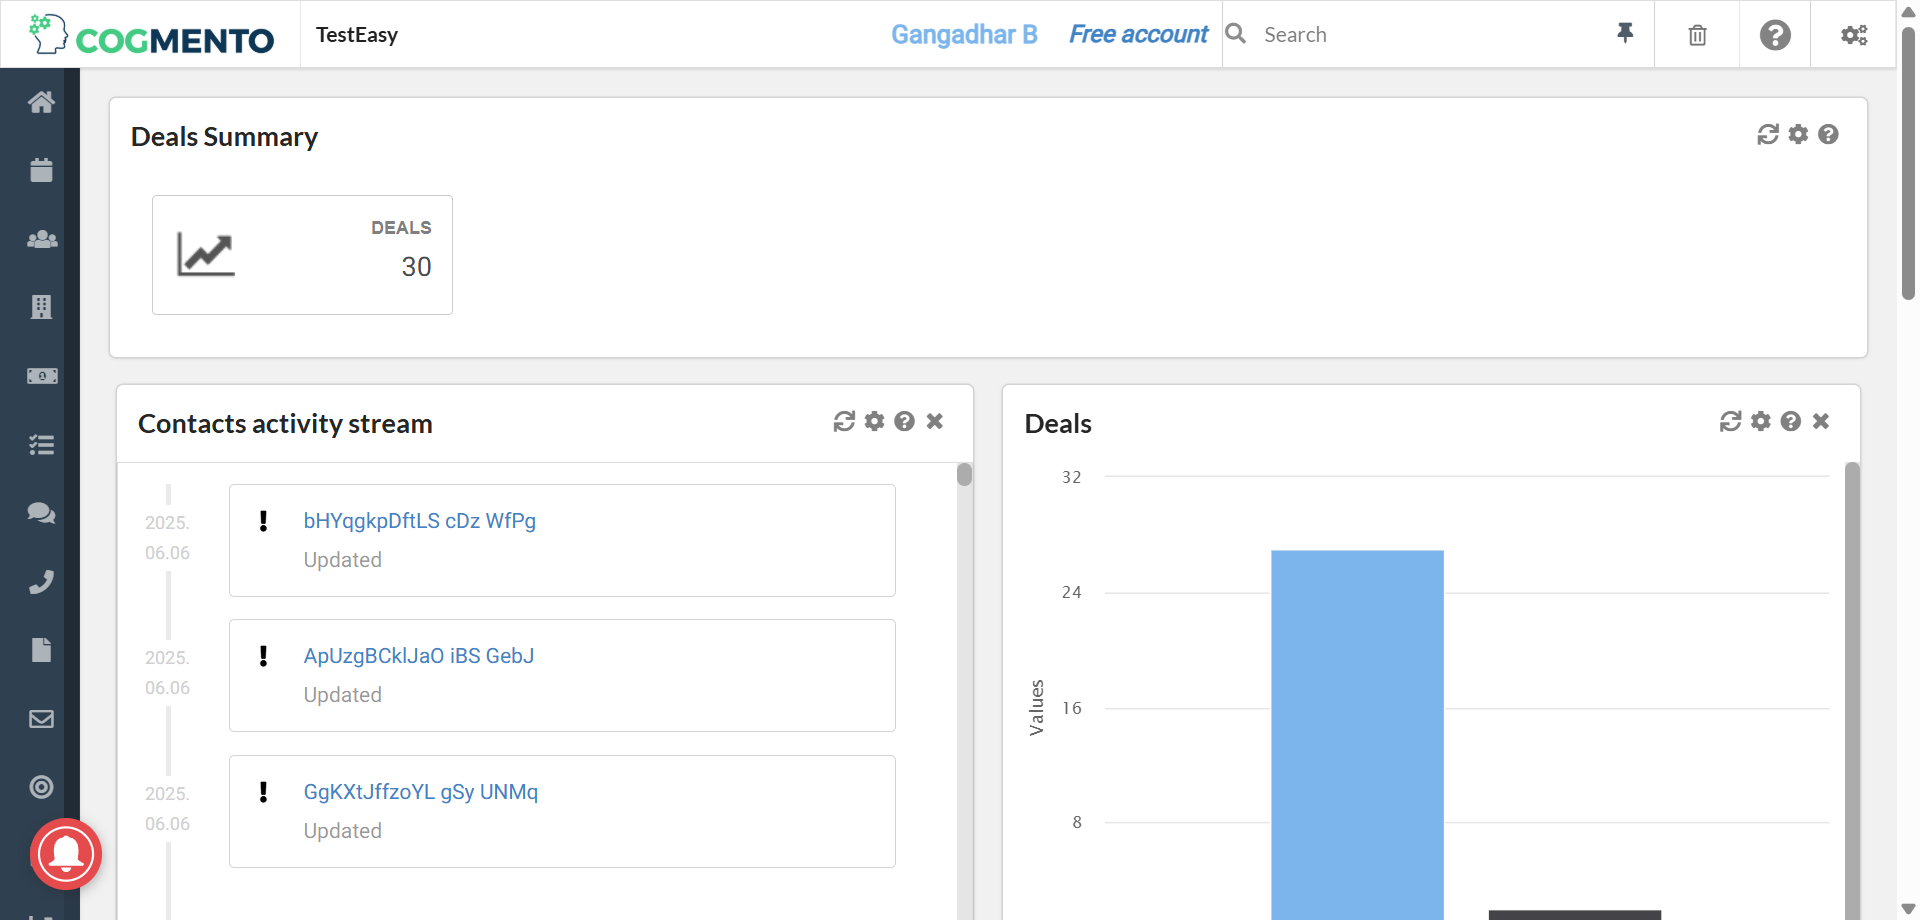 COGMENTO
TestEasy
Gangadhar B
Free account
Search
Deals Summary
DEALS
30
Contacts activity stream
2025.
06.06
bHYqgkpDftLS cDz WfPg
Updated
2025.
06.06
ApUzgBCklJaO iBS GebJ
Updated
2025.
06.06
GgKXtJffzoYL gSy UNMq
Updated
Deals
32
24
16
8
Values